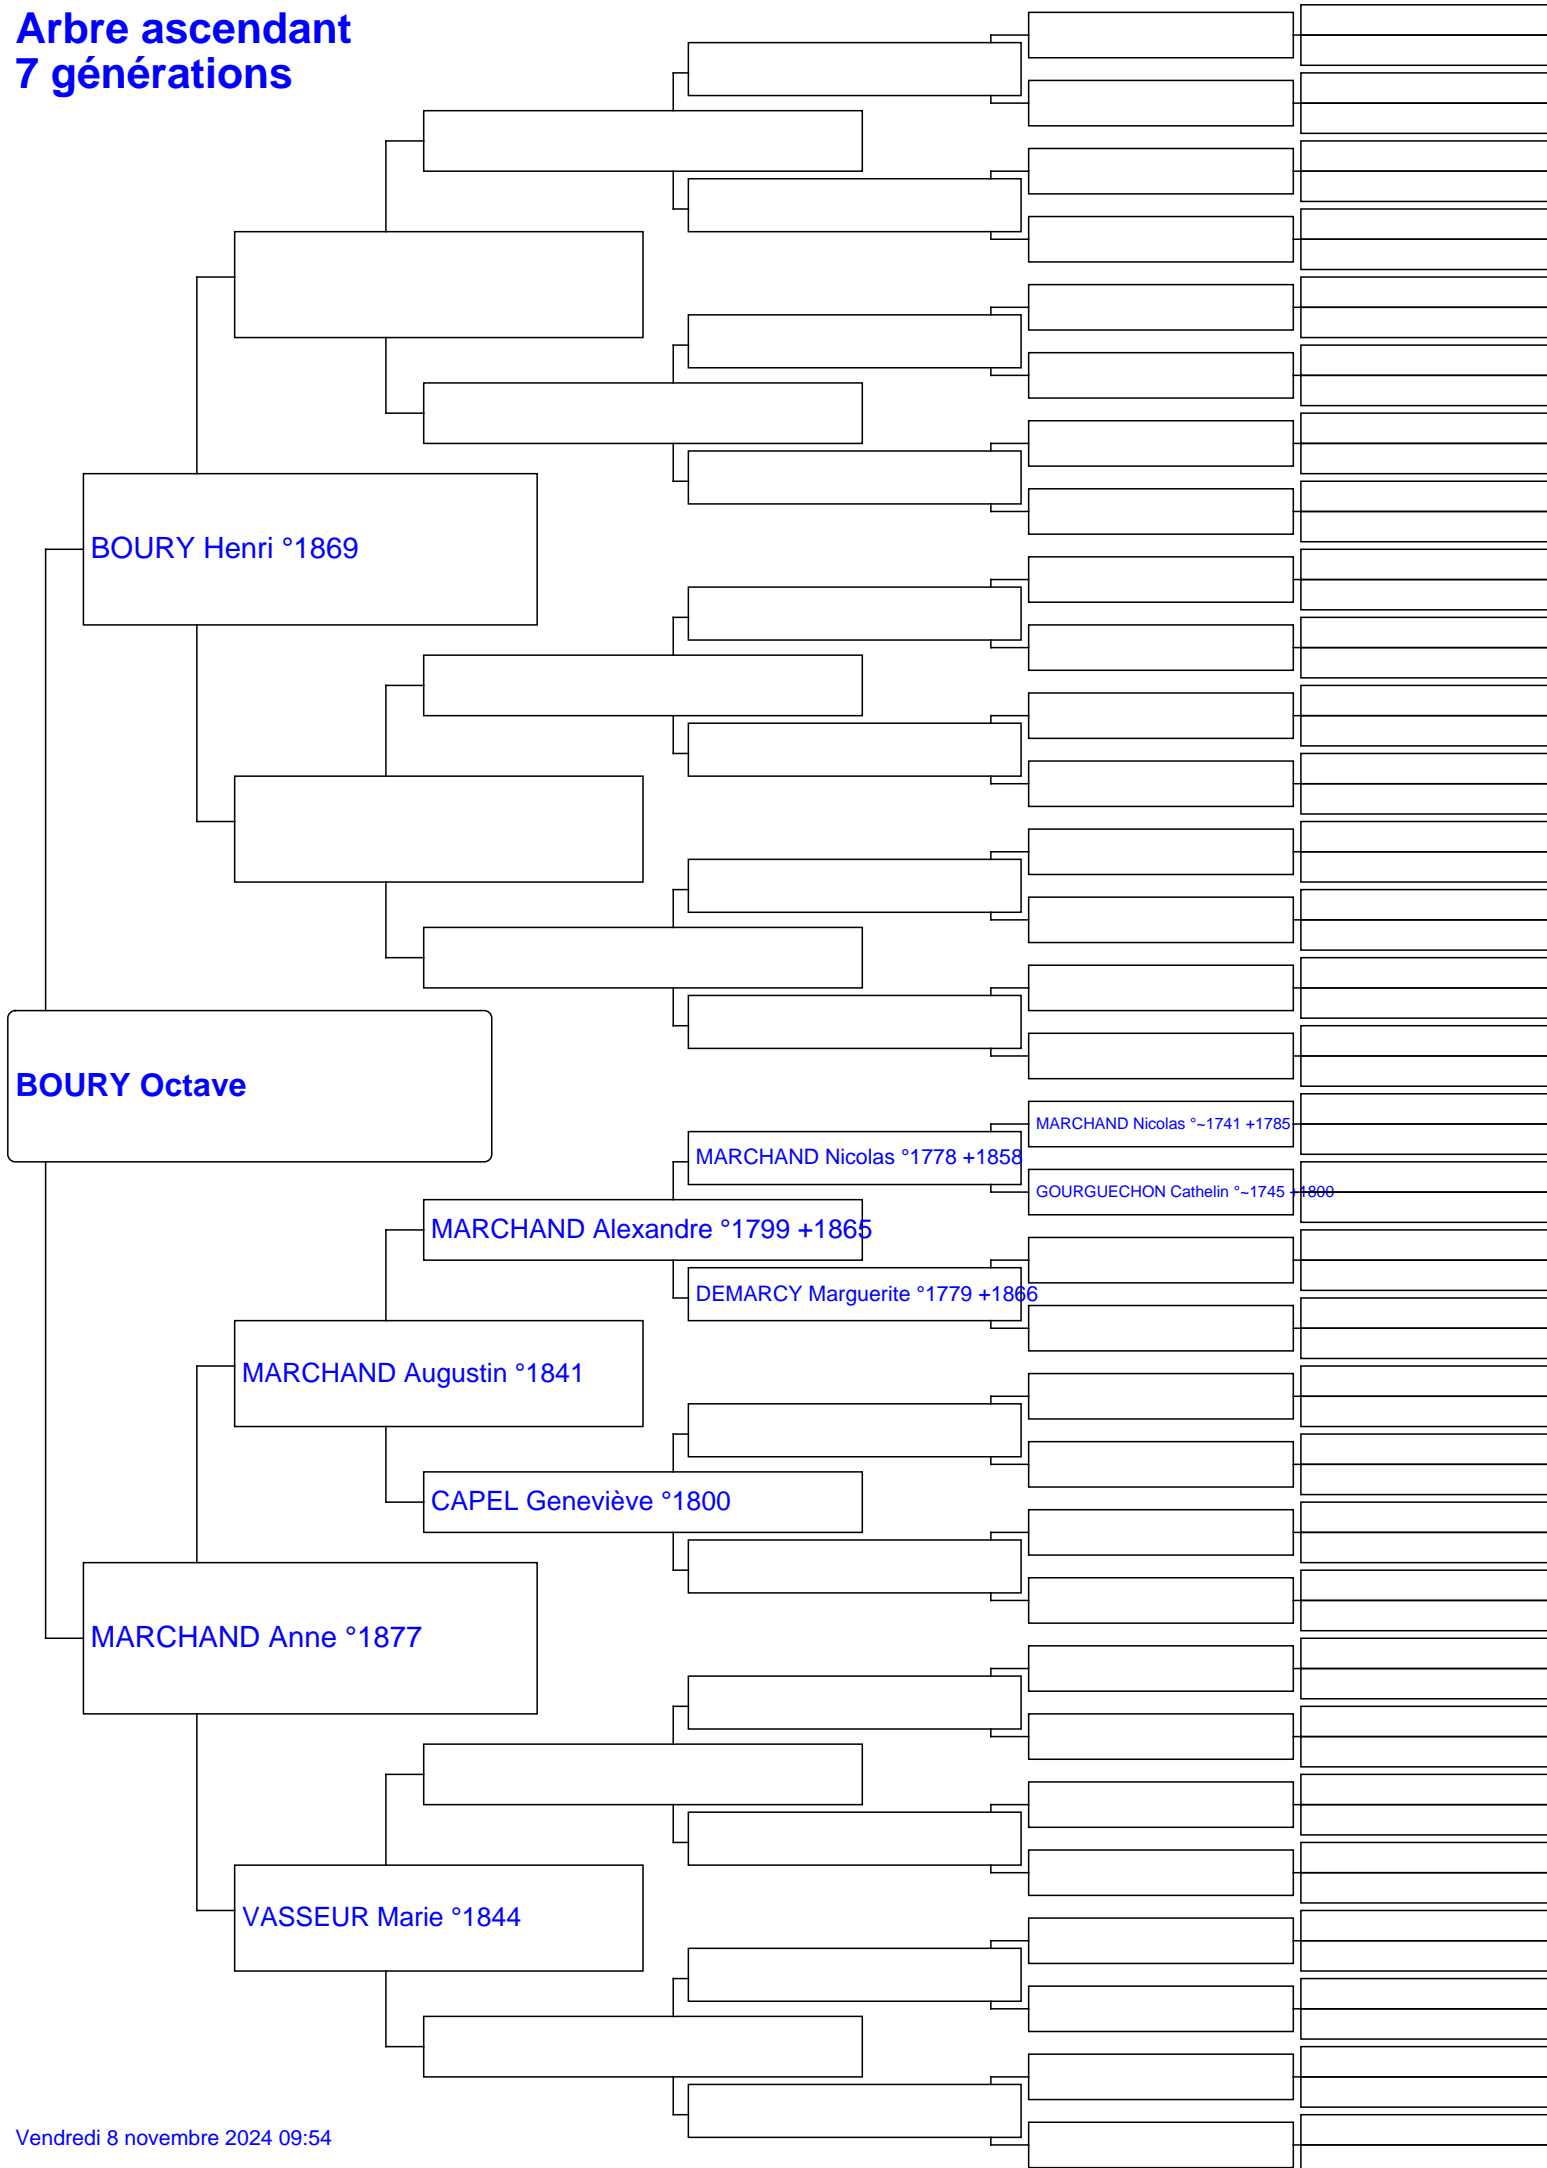 Arbre ascendant
7 générations
BOURY Henri °1869
BOURY Octave
MARCHAND Nicolas °~1741 +1785
MARCHAND Nicolas °1778 +1858
GOURGUECHON Cathelin °~1745 +1800
MARCHAND Alexandre °1799 +1865
DEMARCY Marguerite °1779 +1866
MARCHAND Augustin °1841
CAPEL Geneviève °1800
MARCHAND Anne °1877
VASSEUR Marie °1844
Vendredi 8 novembre 2024 09:54